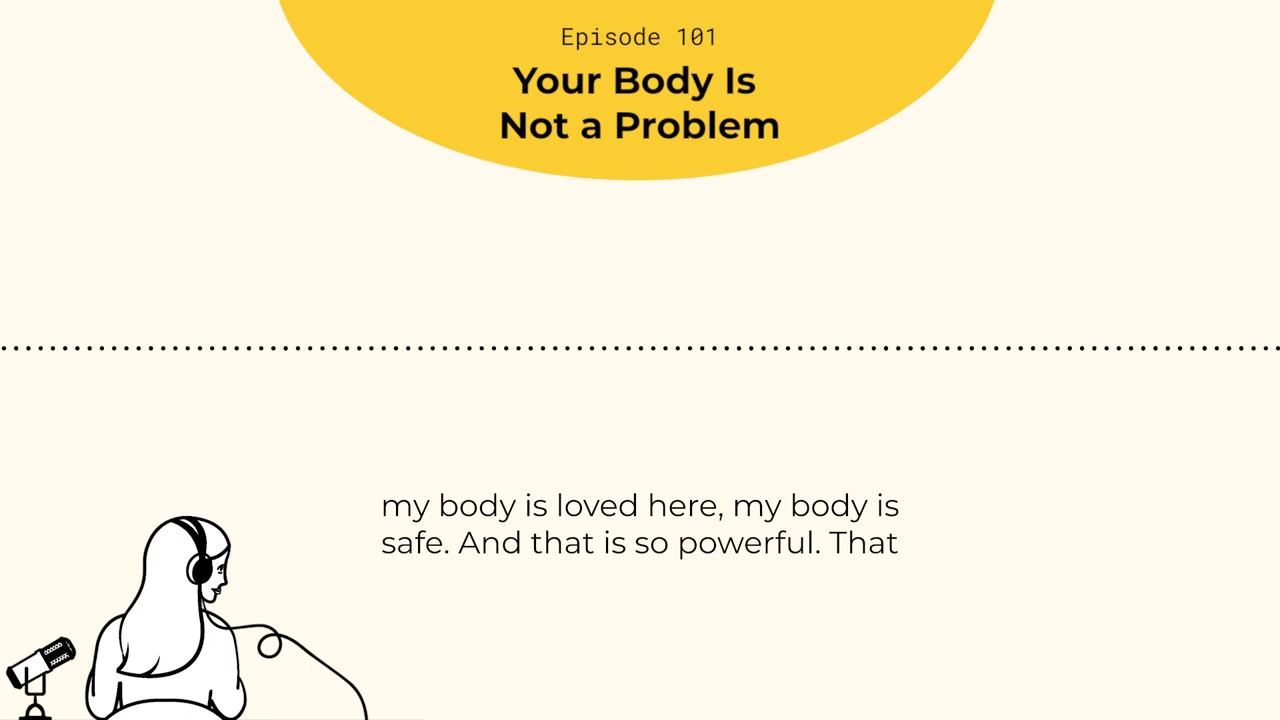 Episode 101
Your Body Is
Not a Problem
my body is loved here, my body is
safe. And that is so powerful. That